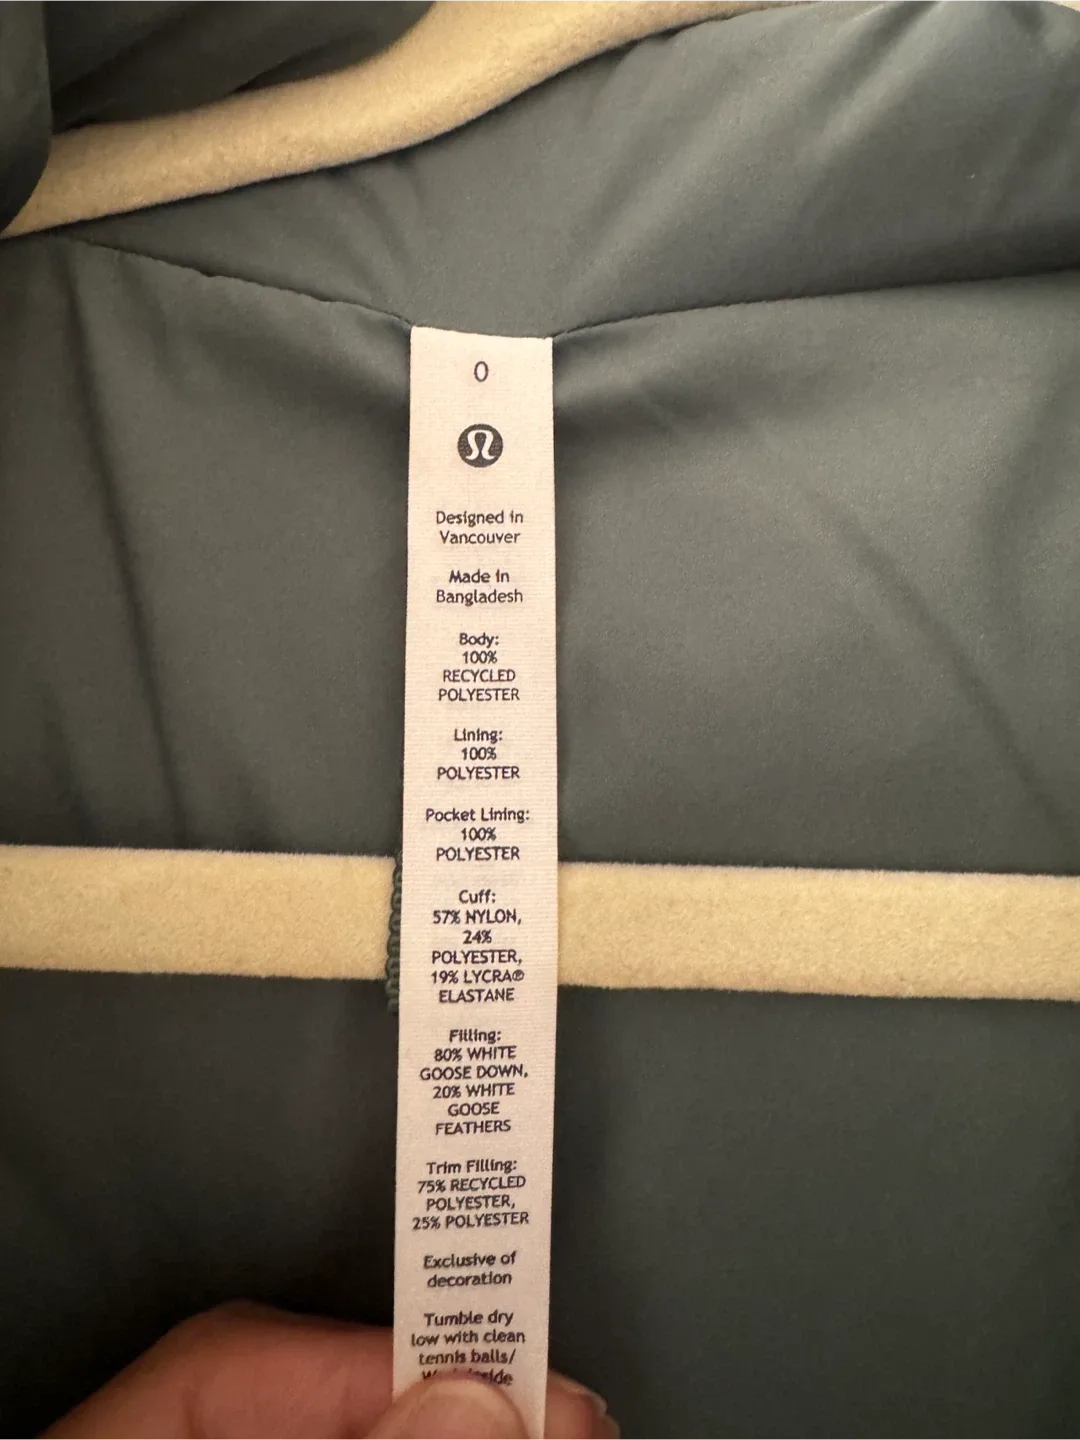 0
Designed in
Vancouver
Made in
Bangladesh
Body:
100%
RECYCLED
POLYESTER
Lining:
100%
POLYESTER
Pocket Lining:
100%
POLYESTER
Cuff:
57% NYLON,
24%
POLYESTER,
19% LYCRA®
ELASTANE
Filling:
80% WHITE
GOOSE DOWN,
20% WHITE
GOOSE
FEATHERS
Trim Filling:
75% RECYCLED
POLYESTER,
25% POLYESTER
Exclusive of
decoration
Tumble dry
low with clean
tennis balls/